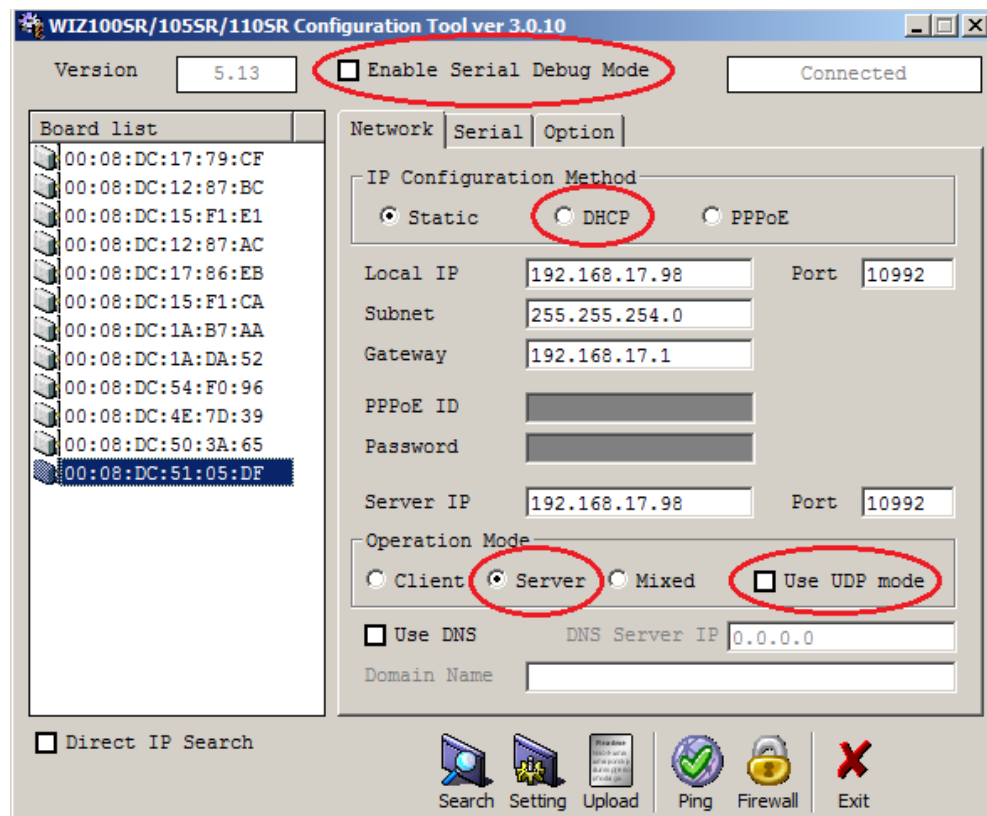 WIZ100SR/105SR/110SR Configuration Tool ver 3.0.10
Version 5.13 Enable Serial Debug Mode Connected
Board list
00:08:DC:17:79:CF
00:08:DC:12:87:BC
00:08:DC:15:F1:E1
00:08:DC:12:87:AC
00:08:DC:17:86:EB
00:08:DC:15:F1:CA
00:08:DC:1A:B7:AA
00:08:DC:1A:DA:52
00:08:DC:54:F0:96
00:08:DC:4E:7D:39
00:08:DC:50:3A:65
00:08:DC:51:05:DF
Network Serial Option
IP Configuration Method
Static DHCP PPPoE
Local IP 192.168.17.98 Port 10992
Subnet 255.255.254.0
Gateway 192.168.17.1
PPPoE ID
Password
Server IP 192.168.17.98 Port 10992
Operation Mode
Client Server Mixed Use UDP mode
Use DNS DNS Server IP 0.0.0.0
Domain Name
Direct IP Search
Readme
Search Setting Upload Ping Firewall Exit